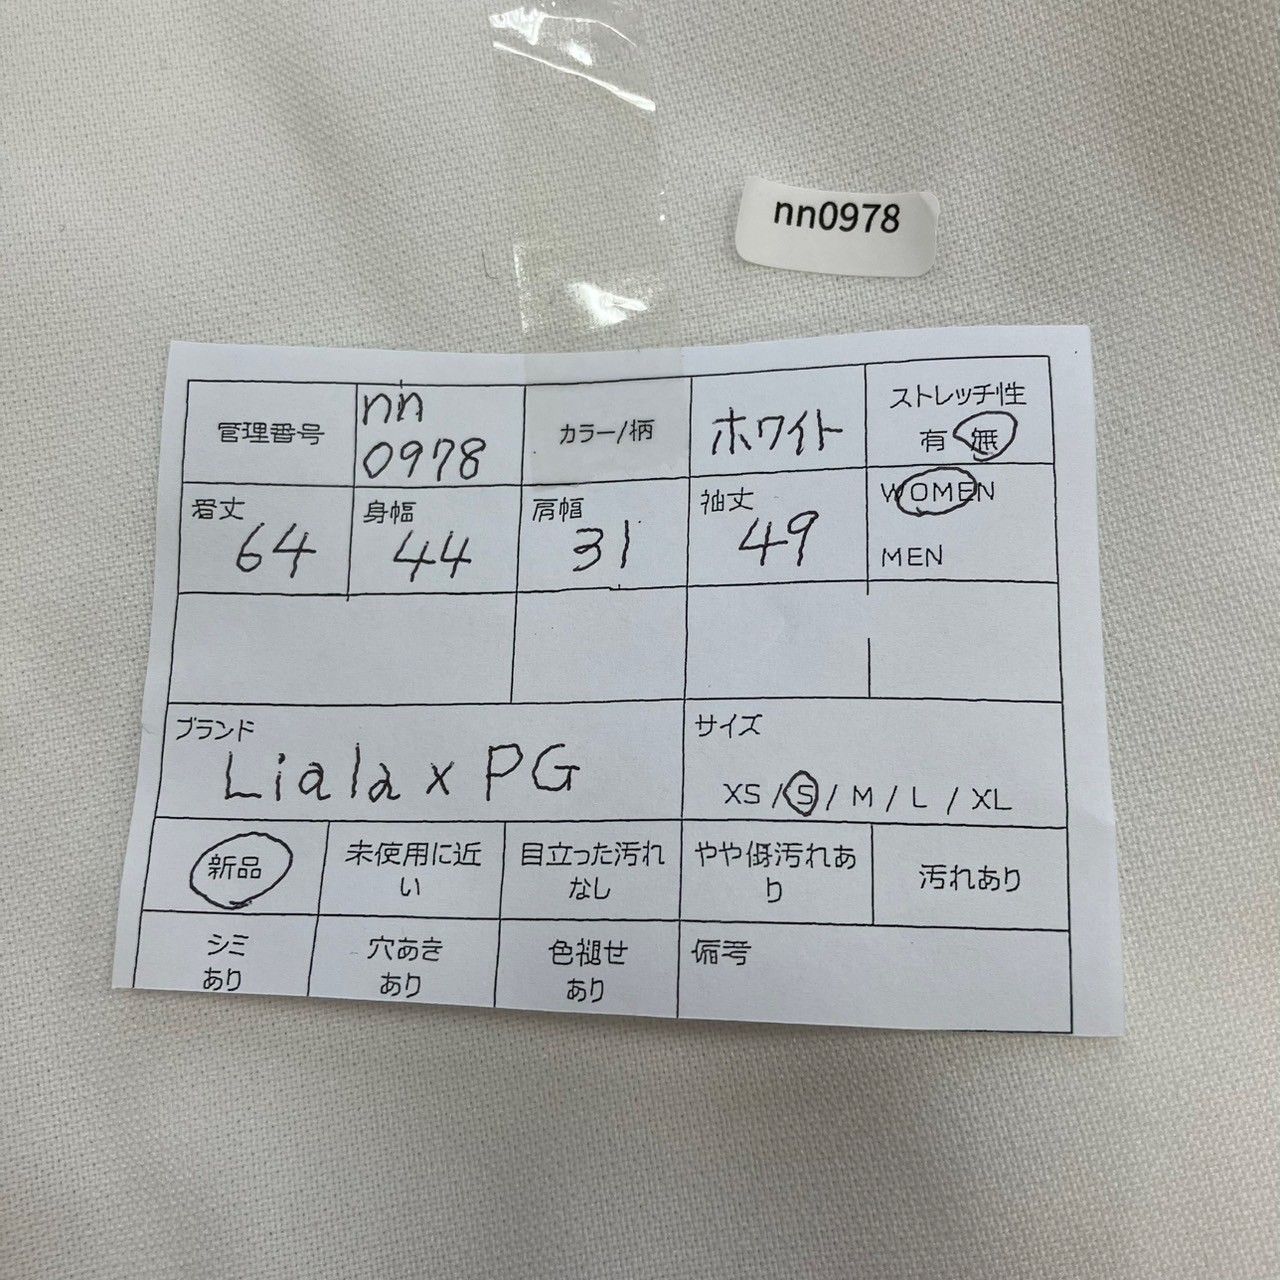 nn0978
管理番号
nn
0978
カラー/柄
ホワイト
ストレッチ性
有 無
着丈
64
身幅
44
肩幅
31
袖丈
49
WOMEN
MEN
ブランド
Liala x PG
サイズ
XS / S / M / L / XL
新品
未使用に近
い
目立った汚れ
なし
やや傷汚れあ
り
汚れあり
シミ
あり
穴あき
あり
色褪せ
あり
備考